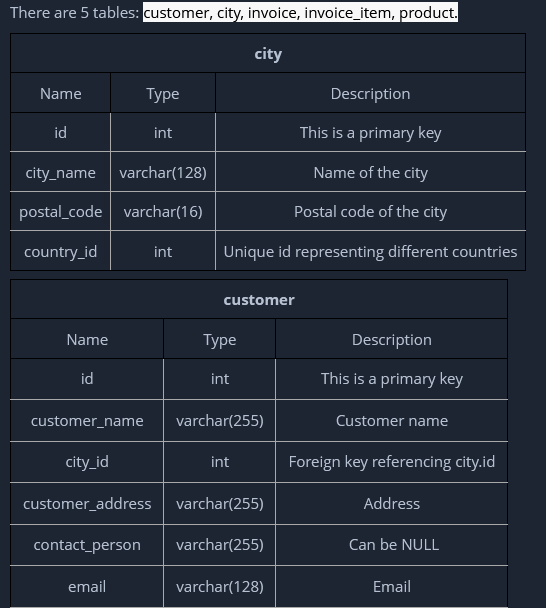 There are 5 tables: customer, city, invoice, invoice_item, product.
city
Name Type Description
id int This is a primary key
city_name varchar(128) Name of the city
postal_code varchar(16) Postal code of the city
country_id int Unique id representing different countries
customer
Name Type Description
id int This is a primary key
customer_name varchar(255) Customer name
city_id int Foreign key referencing city.id
customer_address varchar(255) Address
contact_person varchar(255) Can be NULL
email varchar(128) Email